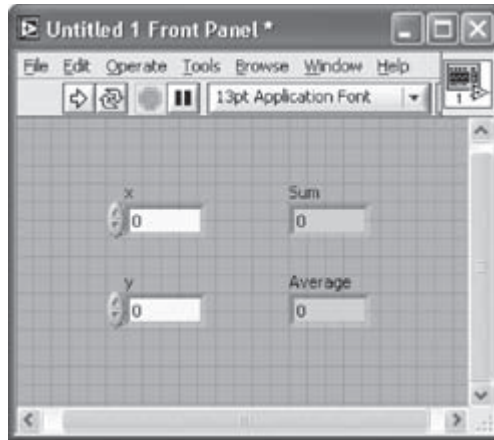 Untitled 1 Front Panel *
File Edit Operate Tools Browse Window Help
13pt Application Font
1
x
0
Sum
0
y
0
Average
0